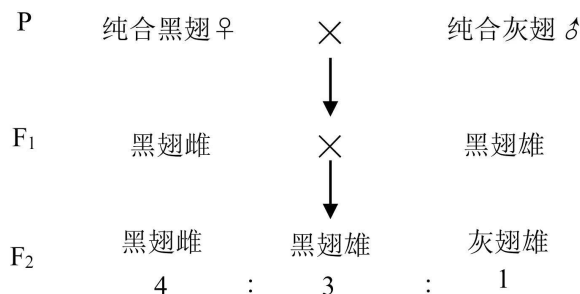 P 纯合黑翅♀ × 纯合灰翅♂
F₁ 黑翅雌 × 黑翅雄
F₂ 黑翅雌 黑翅雄 灰翅雄
4 : 3 : 1